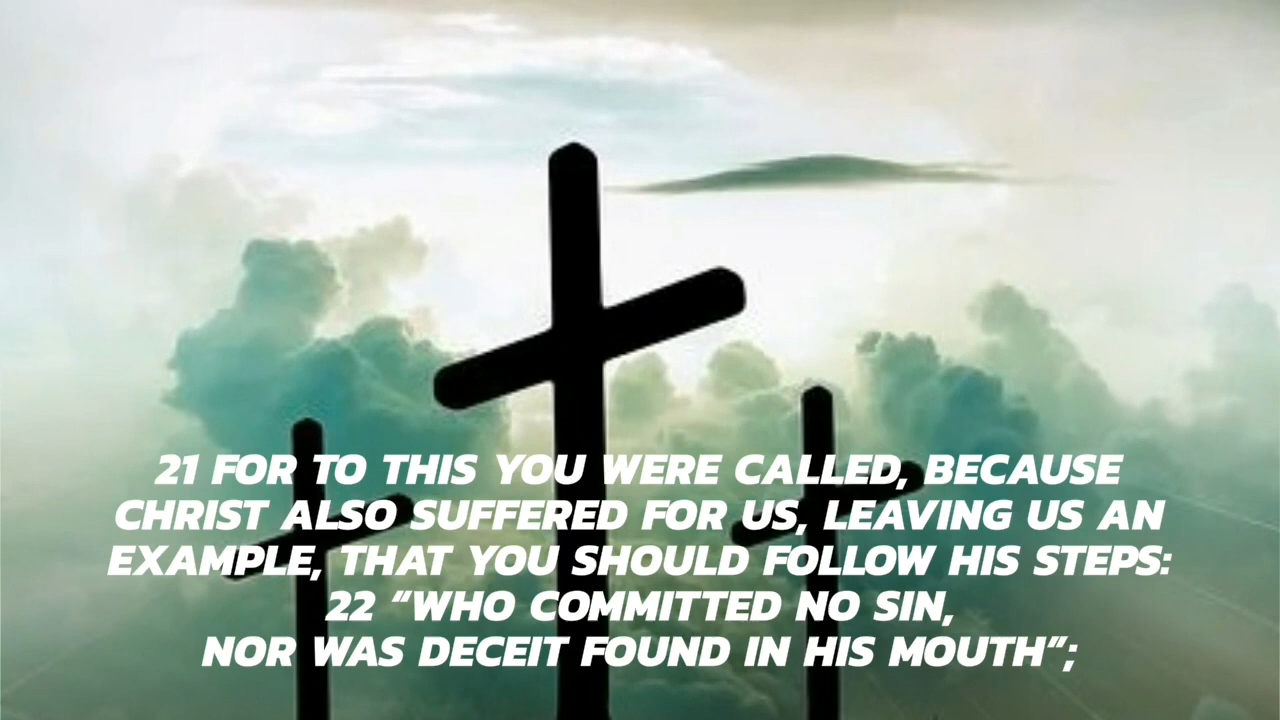 21 FOR TO THIS YOU WERE CALLED, BECAUSE
CHRIST ALSO SUFFERED FOR US, LEAVING US AN
EXAMPLE, THAT YOU SHOULD FOLLOW HIS STEPS:
22 “WHO COMMITTED NO SIN,
NOR WAS DECEIT FOUND IN HIS MOUTH”;